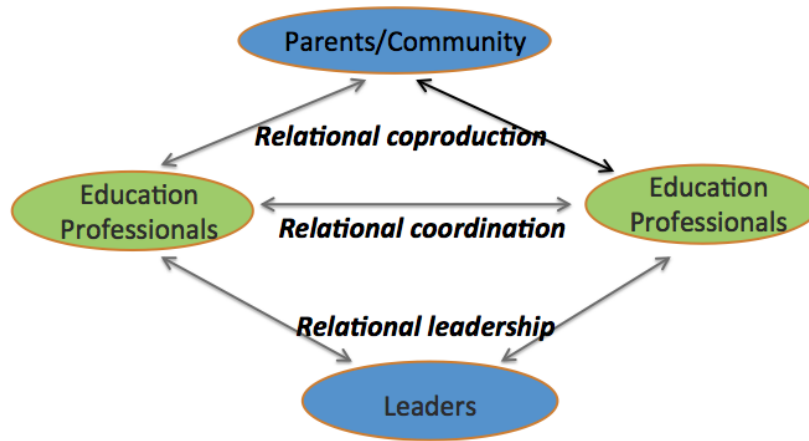 Parents/Community
Relational coproduction
Education
Professionals
Education
Professionals
Relational coordination
Relational leadership
Leaders